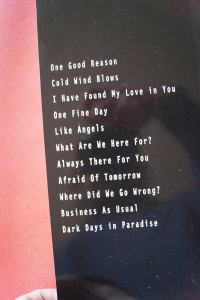 One Good Reason
Cold Wind Blows
I Have Found My Love in You
One Fine Day
Like Angels
What Are We Here For?
Always There For You
Afraid Of Tomorrow
Where Did We Go Wrong?
Business As Usual
Dark Days in Paradise